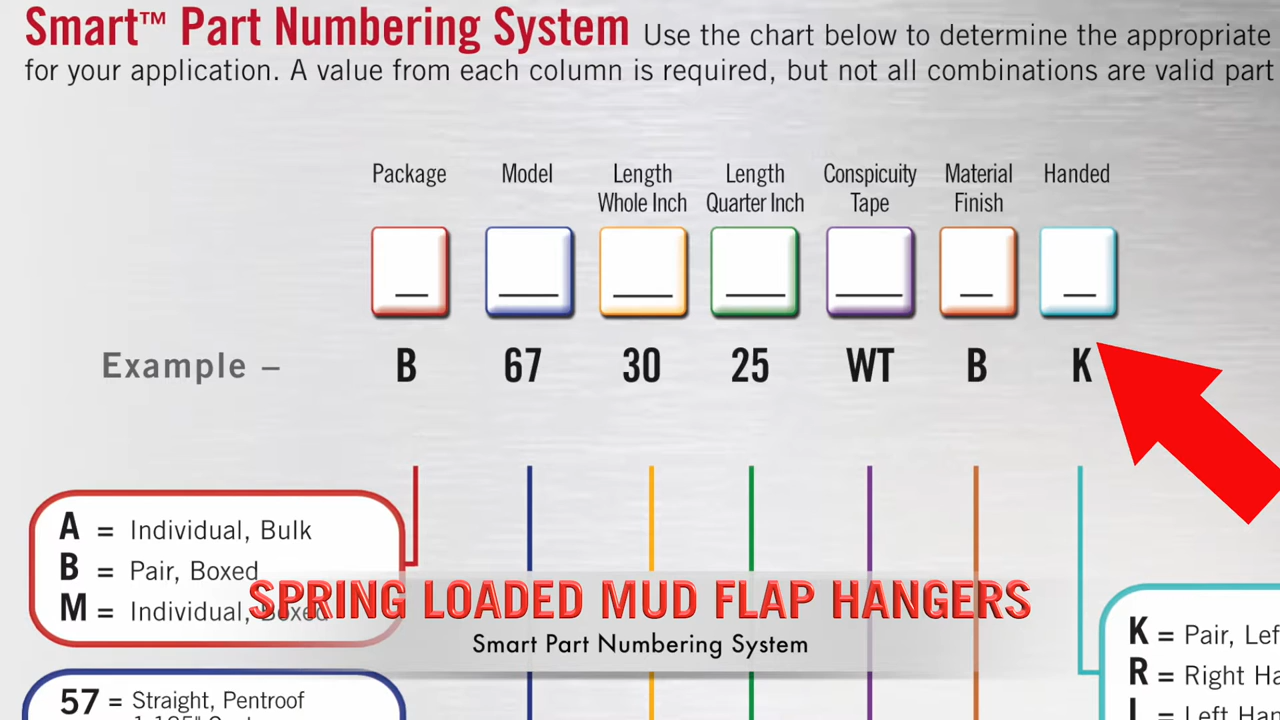 Smart™ Part Numbering System Use the chart below to determine the appropriate
for your application. A value from each column is required, but not all combinations are valid part
Package Model Length Whole Inch Length Quarter Inch Conspicuity Tape Material Finish Handed
Example – B 67 30 25 WT B K
A = Individual, Bulk
B = Pair, Boxed
M = Individual, Boxed
SPRING LOADED MUD FLAP HANGERS
Smart Part Numbering System
57 = Straight, Pentroof
K = Pair,
R = Right
L = Left